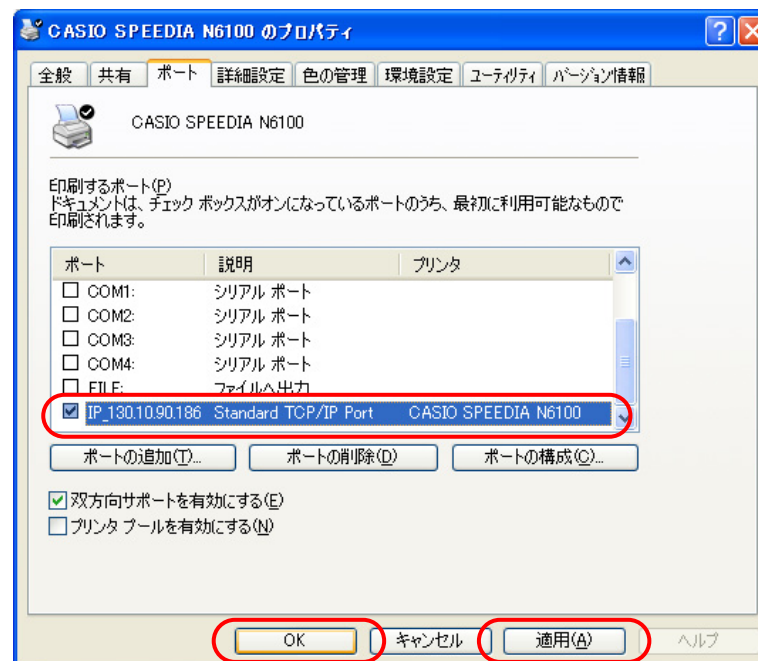 CASIO SPEEDIA N6100 のプロパティ
全般 共有 ポート 詳細設定 色の管理 環境設定 ユーティリティ バージョン情報
CASIO SPEEDIA N6100
印刷するポート(P)
ドキュメントは、チェック ボックスがオンになっているポートのうち、最初に利用可能なもので
印刷されます。
ポート 説明 プリンタ
COM1: シリアル ポート
COM2: シリアル ポート
COM3: シリアル ポート
COM4: シリアル ポート
FILE: ファイルへ出力
IP_130.10.90.186 Standard TCP/IP Port CASIO SPEEDIA N6100
ポートの追加(T)... ポートの削除(D) ポートの構成(C)...
双方向サポートを有効にする(E)
プリンタ プールを有効にする(N)
OK キャンセル 適用(A) ヘルプ